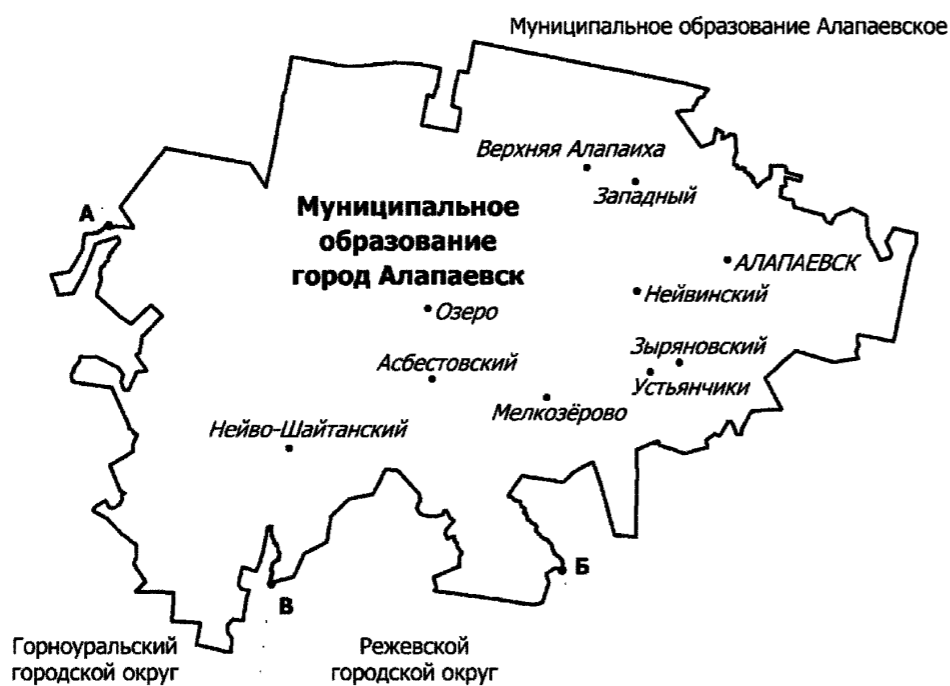 Муниципальное образование Алапаевское
Верхняя Алапаиха
Западный
А
Муниципальное
образование
город Алапаевск
АЛАПАЕВСК
Нейвинский
Озеро
Зыряновский
Асбестовский
Устьянчики
Мелкозёрово
Нейво-Шайтанский
Б
В
Горноуральский
городской округ
Режевской
городской округ